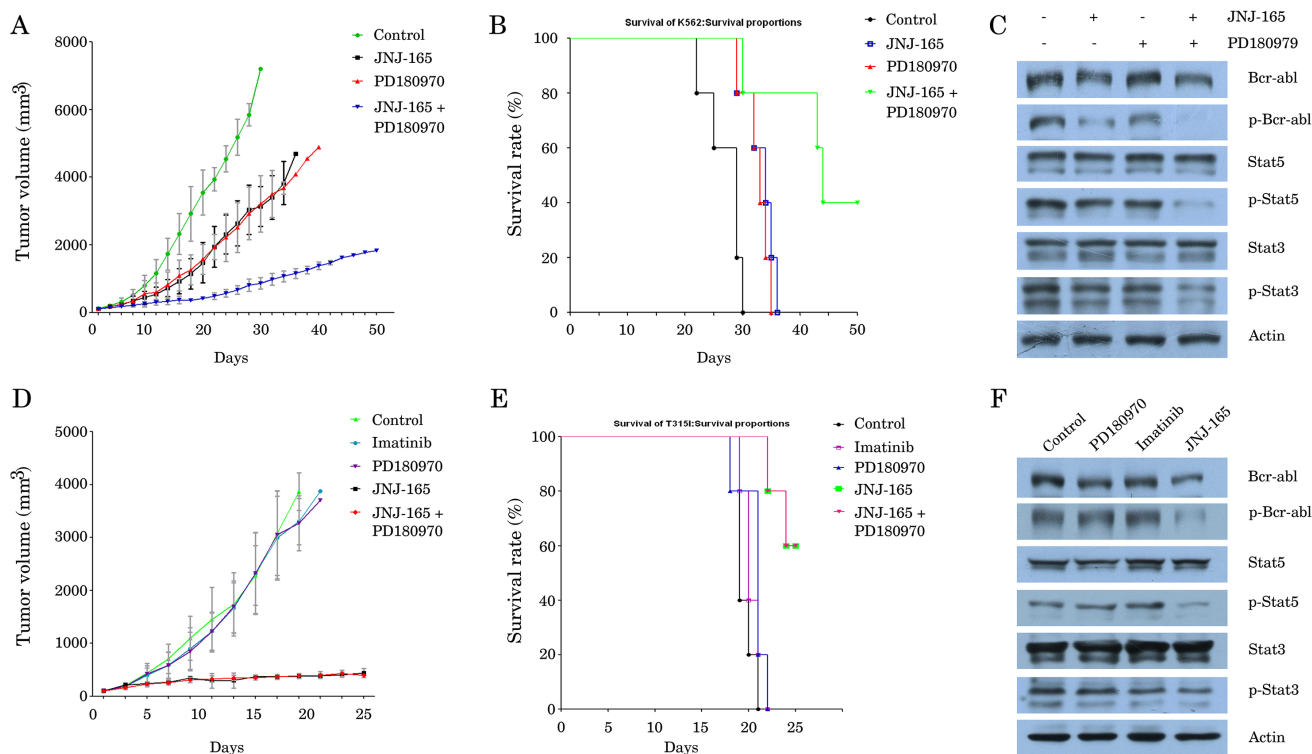 A
Tumor volume (mm3)
8000
6000
4000
2000
0
0 10 20 30 40 50
Days
Control
JNJ-165
PD180970
JNJ-165 +
PD180970
B
Survival of K562:Survival proportions
Survival rate (%)
100
80
60
40
20
0
0 10 20 30 40 50
Days
Control
JNJ-165
PD180970
JNJ-165 +
PD180970
C
- + - + JNJ-165
- - + + PD180979
Bcr-abl
p-Bcr-abl
Stat5
p-Stat5
Stat3
p-Stat3
Actin
D
Tumor volume (mm3)
5000
4000
3000
2000
1000
0
0 5 10 15 20 25
Days
Control
Imatinib
PD180970
JNJ-165
JNJ-165 +
PD180970
E
Survival of T315I:Survival proportions
Survival rate (%)
100
80
60
40
20
0
0 5 10 15 20 25
Days
Control
Imatinib
PD180970
JNJ-165
JNJ-165 +
PD180970
F
Control PD180970 Imatinib JNJ-165
Bcr-abl
p-Bcr-abl
Stat5
p-Stat5
Stat3
p-Stat3
Actin